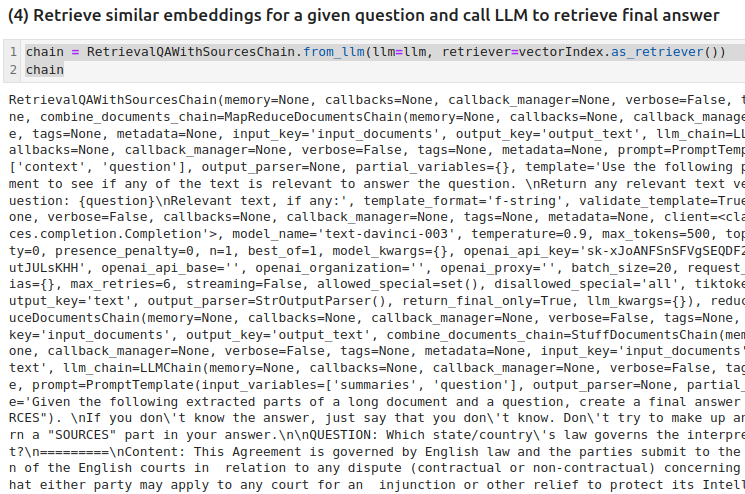 (4) Retrieve similar embeddings for a given question and call LLM to retrieve final answer
1 chain = RetrievalQAWithSourcesChain.from_llm(llm=llm, retriever=vectorIndex.as_retriever())
2 chain
RetrievalQAWithSourcesChain(memory=None, callbacks=None, callback_manager=None, verbose=False, t
ne, combine_documents_chain=MapReduceDocumentsChain(memory=None, callbacks=None, callback_manage
e, tags=None, metadata=None, input_key='input_documents', output_key='output_text', llm_chain=LL
allbacks=None, callback_manager=None, verbose=False, tags=None, metadata=None, prompt=PromptTemp
['context', 'question'], output_parser=None, partial_variables={}, template='Use the following p
ment to see if any of the text is relevant to answer the question. \nReturn any relevant text ve
uestion: {question}\nRelevant text, if any:', template_format='f-string', validate_template=True
one, verbose=False, callbacks=None, callback_manager=None, tags=None, metadata=None, client=<cla
ces.completion.Completion'>, model_name='text-davinci-003', temperature=0.9, max_tokens=500, top
ty=0, presence_penalty=0, n=1, best_of=1, model_kwargs={}, openai_api_key='sk-xJoANFSnSFVgSEQDF2
utJULsKHH', openai_api_base='', openai_organization='', openai_proxy='', batch_size=20, request_
ias={}, max_retries=6, streaming=False, allowed_special=set(), disallowed_special='all', tiktoke
utput_key='text', output_parser=StrOutputParser(), return_final_only=True, llm_kwargs={}), reduc
uceDocumentsChain(memory=None, callbacks=None, callback_manager=None, verbose=False, tags=None,
key='input_documents', output_key='output_text', combine_documents_chain=StuffDocumentsChain(mem
one, callback_manager=None, verbose=False, tags=None, metadata=None, input_key='input_documents'
text', llm_chain=LLMChain(memory=None, callbacks=None, callback_manager=None, verbose=False, tag
e, prompt=PromptTemplate(input_variables=['summaries', 'question'], output_parser=None, partial_
e='Given the following extracted parts of a long document and a question, create a final answer
RCES"). \nIf you don\'t know the answer, just say that you don\'t know. Don\'t try to make up an
rn a "SOURCES" part in your answer.\n\nQUESTION: Which state/country\'s law governs the interpre
t?\n=========\nContent: This Agreement is governed by English law and the parties submit to the
n of the English courts in  relation to any dispute (contractual or non-contractual) concerning
hat either party may apply to any court for an  injunction or other relief to protect its Intell